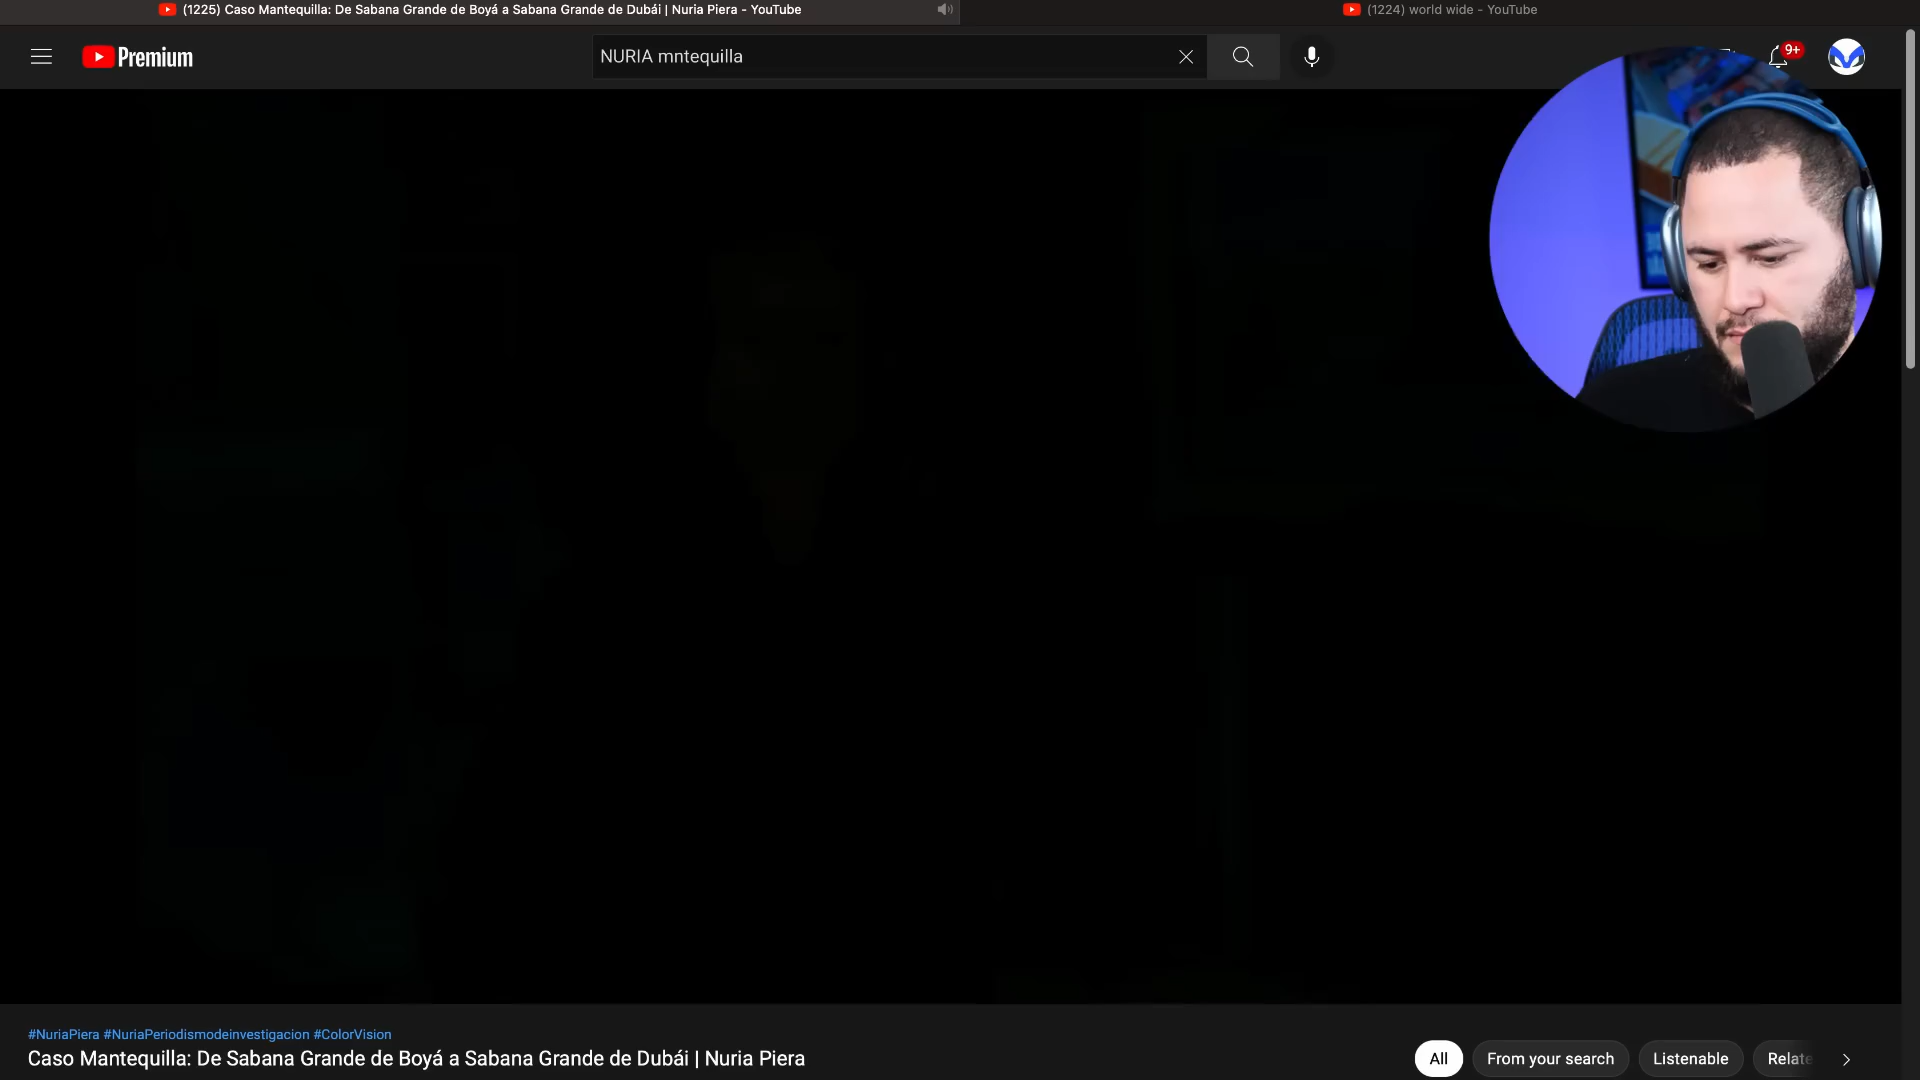 (1225) Caso Mantequilla: De Sabana Grande de Boyá a Sabana Grande de Dubái | Nuria Piera - YouTube
(1224) world wide - YouTube
Premium
NURIA mntequilla
9+
#NuriaPiera #NuriaPeriodismodeinvestigacion #ColorVision
Caso Mantequilla: De Sabana Grande de Boyá a Sabana Grande de Dubái | Nuria Piera
All
From your search
Listenable
Relate